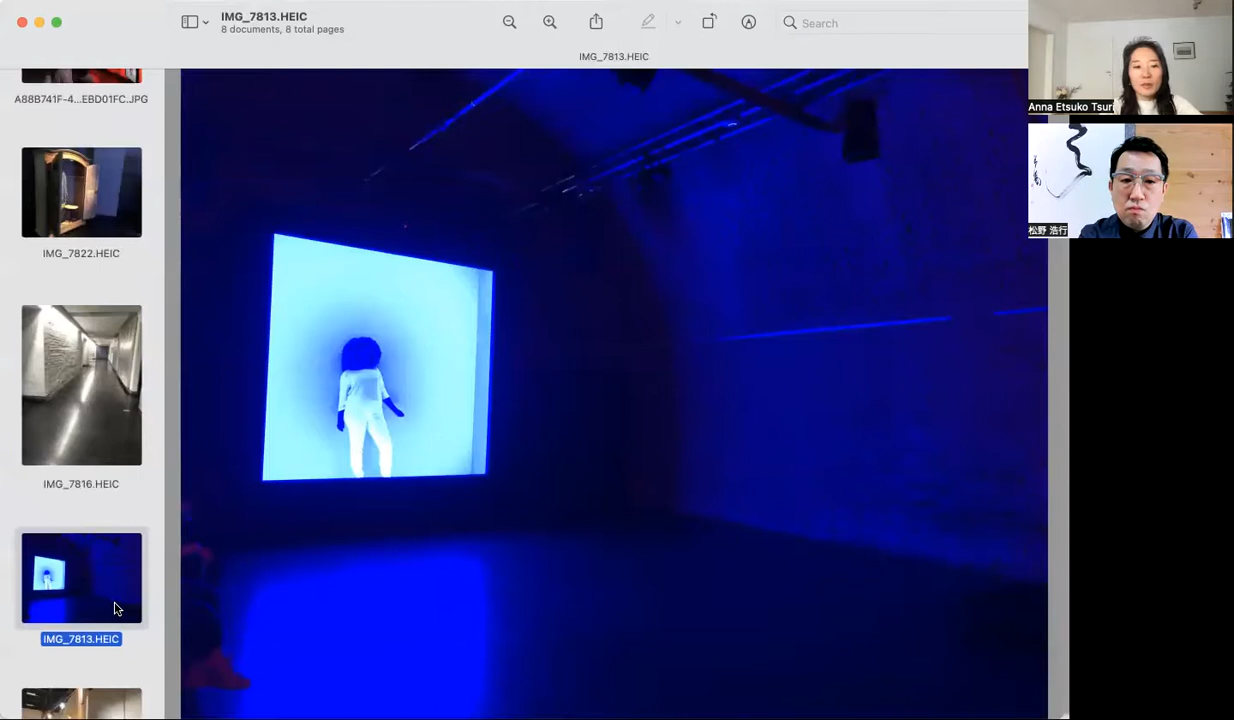 IMG_7813.HEIC
8 documents, 8 total pages
Search
IMG_7813.HEIC
A88B741F-4...EBD01FC.JPG
IMG_7822.HEIC
IMG_7816.HEIC
IMG_7813.HEIC
Anna Etsuko Tsuri
松野 浩行